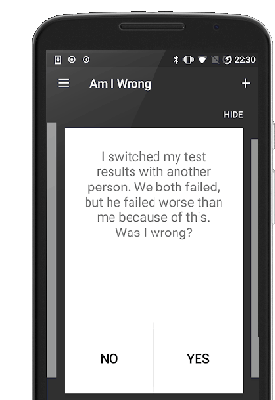 22:30
Am I Wrong
HIDE
I switched my test
results with another
person. We both failed,
but he failed worse than
me because of this.
Was I wrong?
NO YES